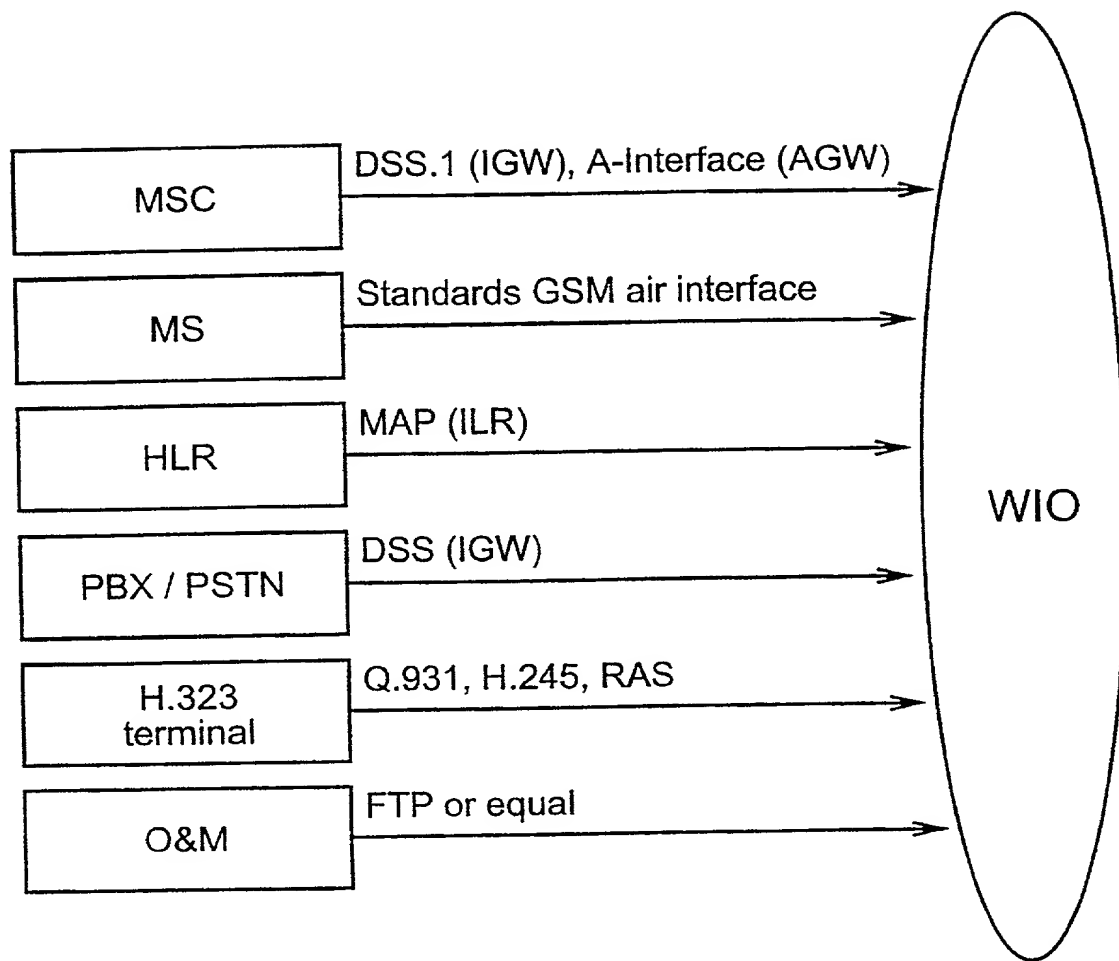 DSS.1 (IGW), A-Interface (AGW)
MSC
Standards GSM air interface
MS
MAP (ILR)
HLR
WIO
DSS (IGW)
PBX / PSTN
Q.931, H.245, RAS
H.323
terminal
FTP or equal
O&M